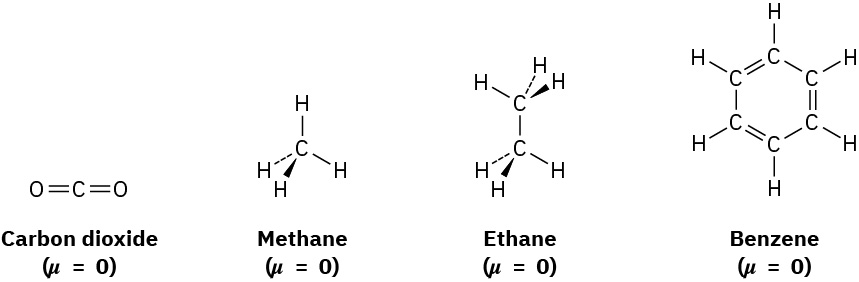 O=C=O
H
C
H
H
H
H
H
H
C
C
H
H
H
H
H
C
H
C
C
H
H
C
C
H
C
H
Carbon dioxide
(μ = 0)
Methane
(μ = 0)
Ethane
(μ = 0)
Benzene
(μ = 0)